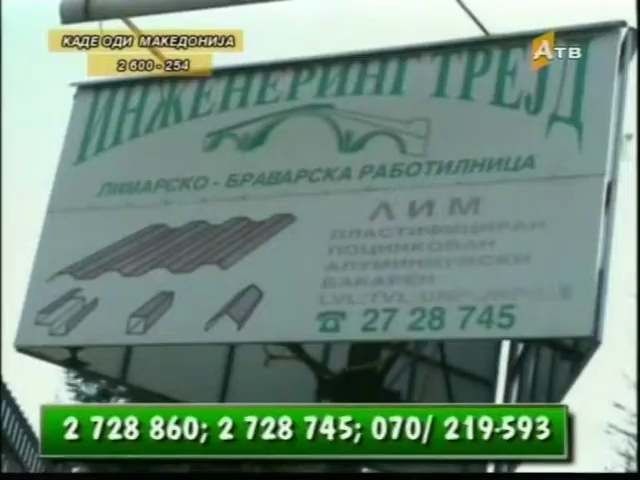 КАДЕ ОДИ МАКЕДОНИЈА
2 600 - 254
АТВ
ИНЖЕНЕРИНГ ТРЕЈД
ЛИМАРСКО - БРАВАРСКА РАБОТИЛНИЦА
ЛИМ
ПЛАСТИФИЦИРАН
ПОЦИНКОВАН
АЛУМИНИУМСКИ
БАКАРЕН
☎ 27 28 745
2 728 860; 2 728 745; 070/ 219-593